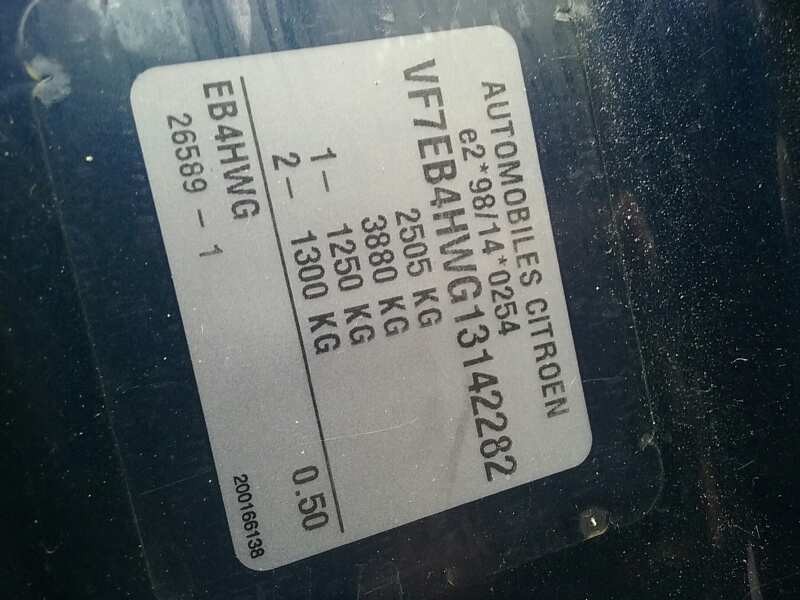 AUTOMOBILES CITROEN
e2*98/14*0254
VF7EB4HWG13142282
2505 KG
3880 KG
1- 1250 KG
2- 1300 KG
0.50
EB4HWG
26589-1
200166138